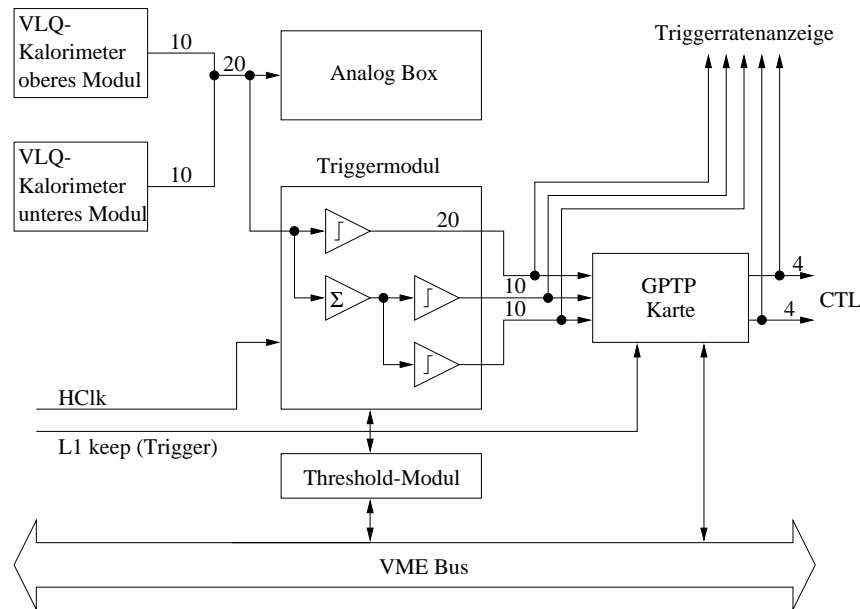 VLQ-
Kalorimeter
oberes Modul
10
20
Analog Box
Triggerratenanzeige
VLQ-
Kalorimeter
unteres Modul
10
Triggermodul
20
Σ
10
10
GPTP
Karte
4
4
CTL
HClk
L1 keep (Trigger)
Threshold-Modul
VME Bus